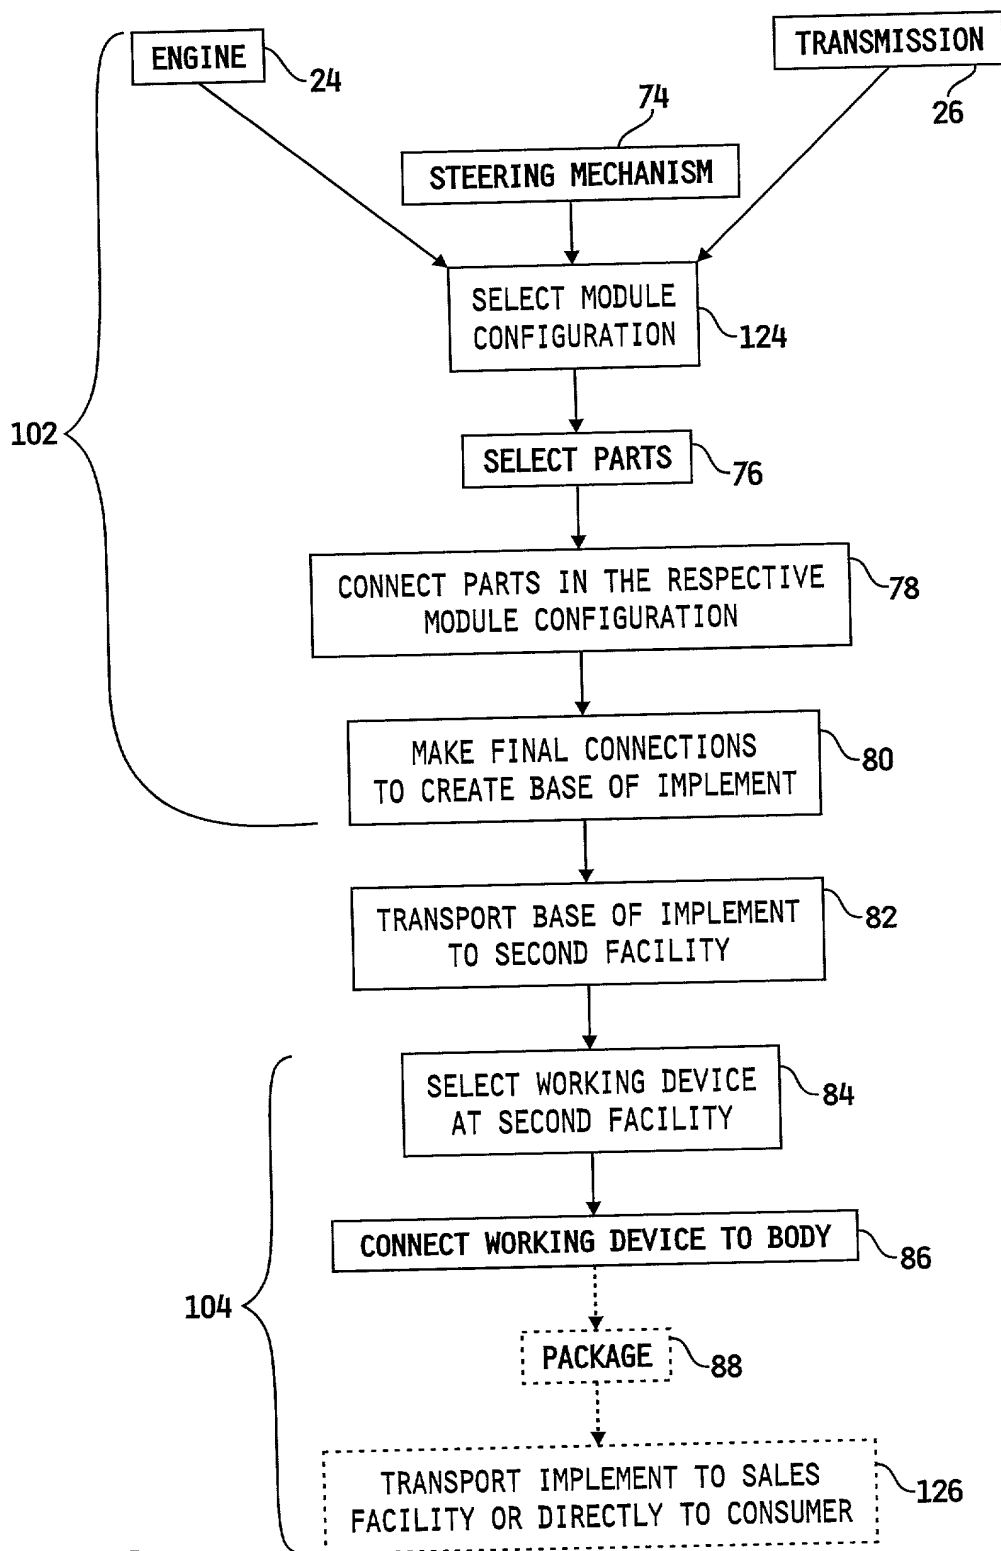 ENGINE
24
TRANSMISSION
26
74
STEERING MECHANISM
SELECT MODULE
CONFIGURATION
124
102
SELECT PARTS
76
CONNECT PARTS IN THE RESPECTIVE
MODULE CONFIGURATION
78
MAKE FINAL CONNECTIONS
TO CREATE BASE OF IMPLEMENT
80
TRANSPORT BASE OF IMPLEMENT
TO SECOND FACILITY
82
SELECT WORKING DEVICE
AT SECOND FACILITY
84
CONNECT WORKING DEVICE TO BODY
86
104
PACKAGE
88
TRANSPORT IMPLEMENT TO SALES
FACILITY OR DIRECTLY TO CONSUMER
126